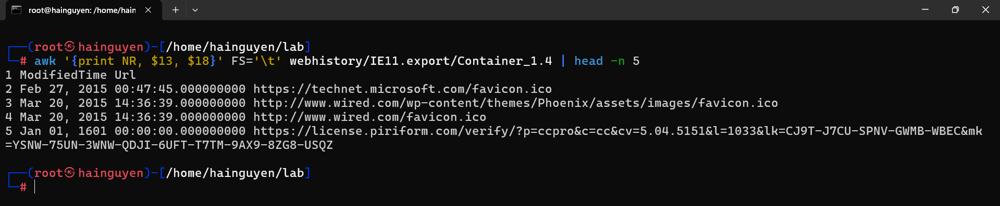 root@hainguyen: /home/hain
┌──(root㉿hainguyen)-[/home/hainguyen/lab]
└─# awk '{print NR, $13, $18}' FS='\t' webhistory/IE11.export/Container_1.4 | head -n 5
1 ModifiedTime Url
2 Feb 27, 2015 00:47:45.000000000 https://technet.microsoft.com/favicon.ico
3 Mar 20, 2015 14:36:39.000000000 http://www.wired.com/wp-content/themes/Phoenix/assets/images/favicon.ico
4 Mar 20, 2015 14:36:39.000000000 http://www.wired.com/favicon.ico
5 Jan 01, 1601 00:00:00.000000000 https://license.piriform.com/verify/?p=ccpro&c=cc&cv=5.04.5151&l=1033&lk=CJ9T-J7CU-SPNV-GWMB-WBEC&mk
=YSNW-75UN-3WNW-QDJI-6UFT-T7TM-9AX9-8ZG8-USQZ
┌──(root㉿hainguyen)-[/home/hainguyen/lab]
└─#